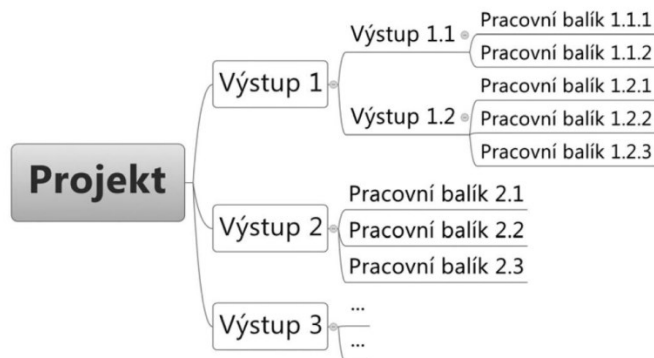 Projekt
Výstup 1
Výstup 1.1
Pracovní balík 1.1.1
Pracovní balík 1.1.2
Výstup 1.2
Pracovní balík 1.2.1
Pracovní balík 1.2.2
Pracovní balík 1.2.3
Výstup 2
Pracovní balík 2.1
Pracovní balík 2.2
Pracovní balík 2.3
Výstup 3
...
...